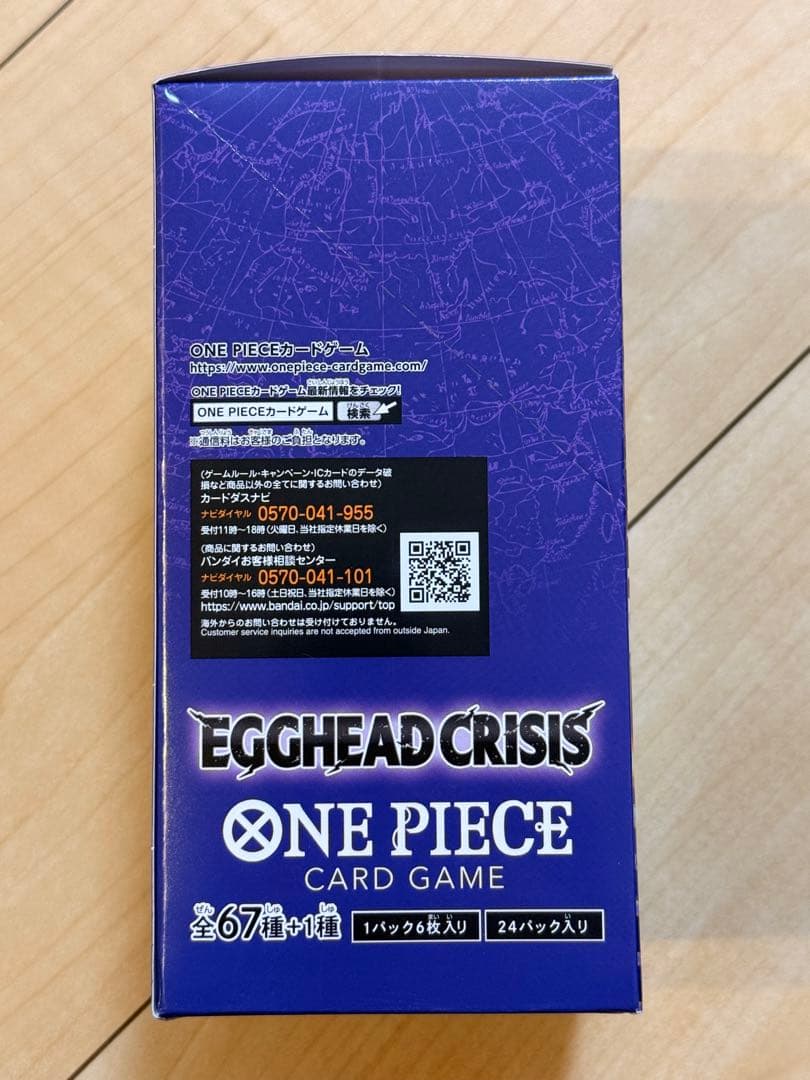 ONE PIECEカードゲーム
https://www.onepiece-cardgame.com/
ONE PIECEカードゲーム最新情報をチェック!
ONE PIECEカードゲーム 検索
※通信料はお客様のご負担となります。
(ゲームルール・キャンペーン・ICカードのデータ破
損など商品以外の全てに関するお問い合わせ)
カードダスナビ
ナビダイヤル 0570-041-955
受付11時~18時(火曜日、当社指定休業日を除く)
(商品に関するお問い合わせ)
バンダイお客様相談センター
ナビダイヤル 0570-041-101
受付10時~16時(土日祝日、当社指定休業日を除く)
https://www.bandai.co.jp/support/top
海外からのお問い合わせは受け付けておりません。
Customer service inquiries are not accepted from outside Japan.
EGGHEAD CRISIS
ONE PIECE
CARD GAME
全67種+1種 1パック6枚入り 24パック入り